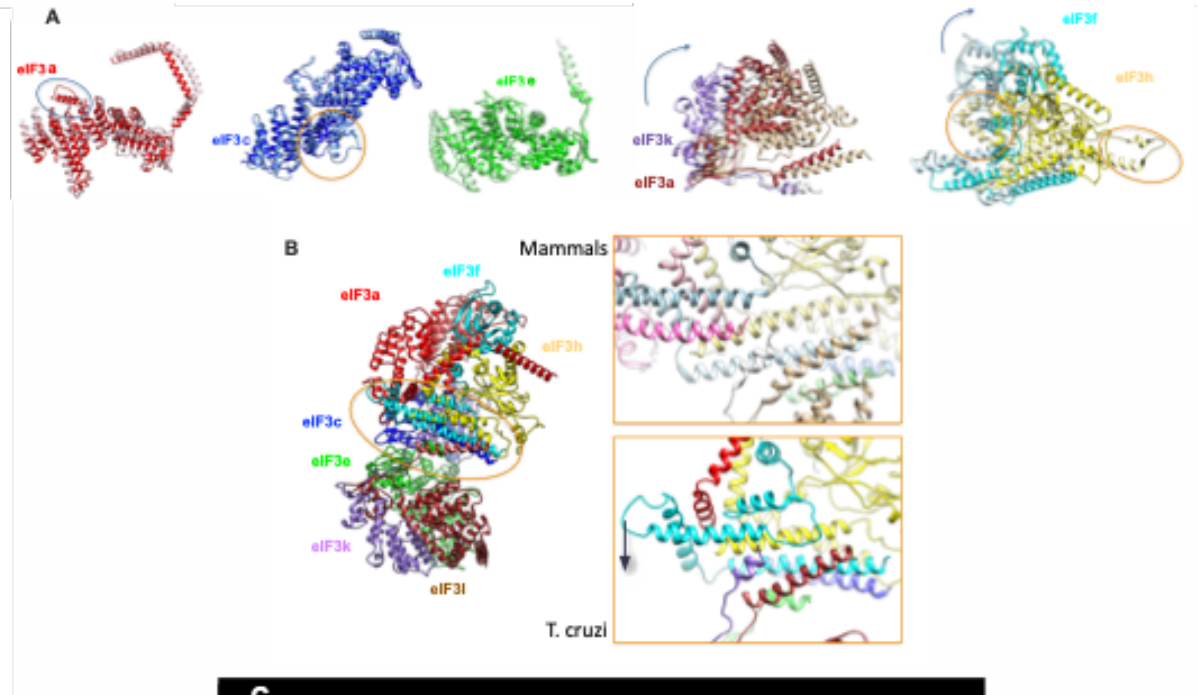 A
eIF3a
eIF3c
eIF3e
eIF3k
eIF3a
eIF3f
eIF3h
B
Mammals
eIF3f
eIF3a
eIF3h
eIF3c
eIF3e
eIF3k
eIF3l
T. cruzi